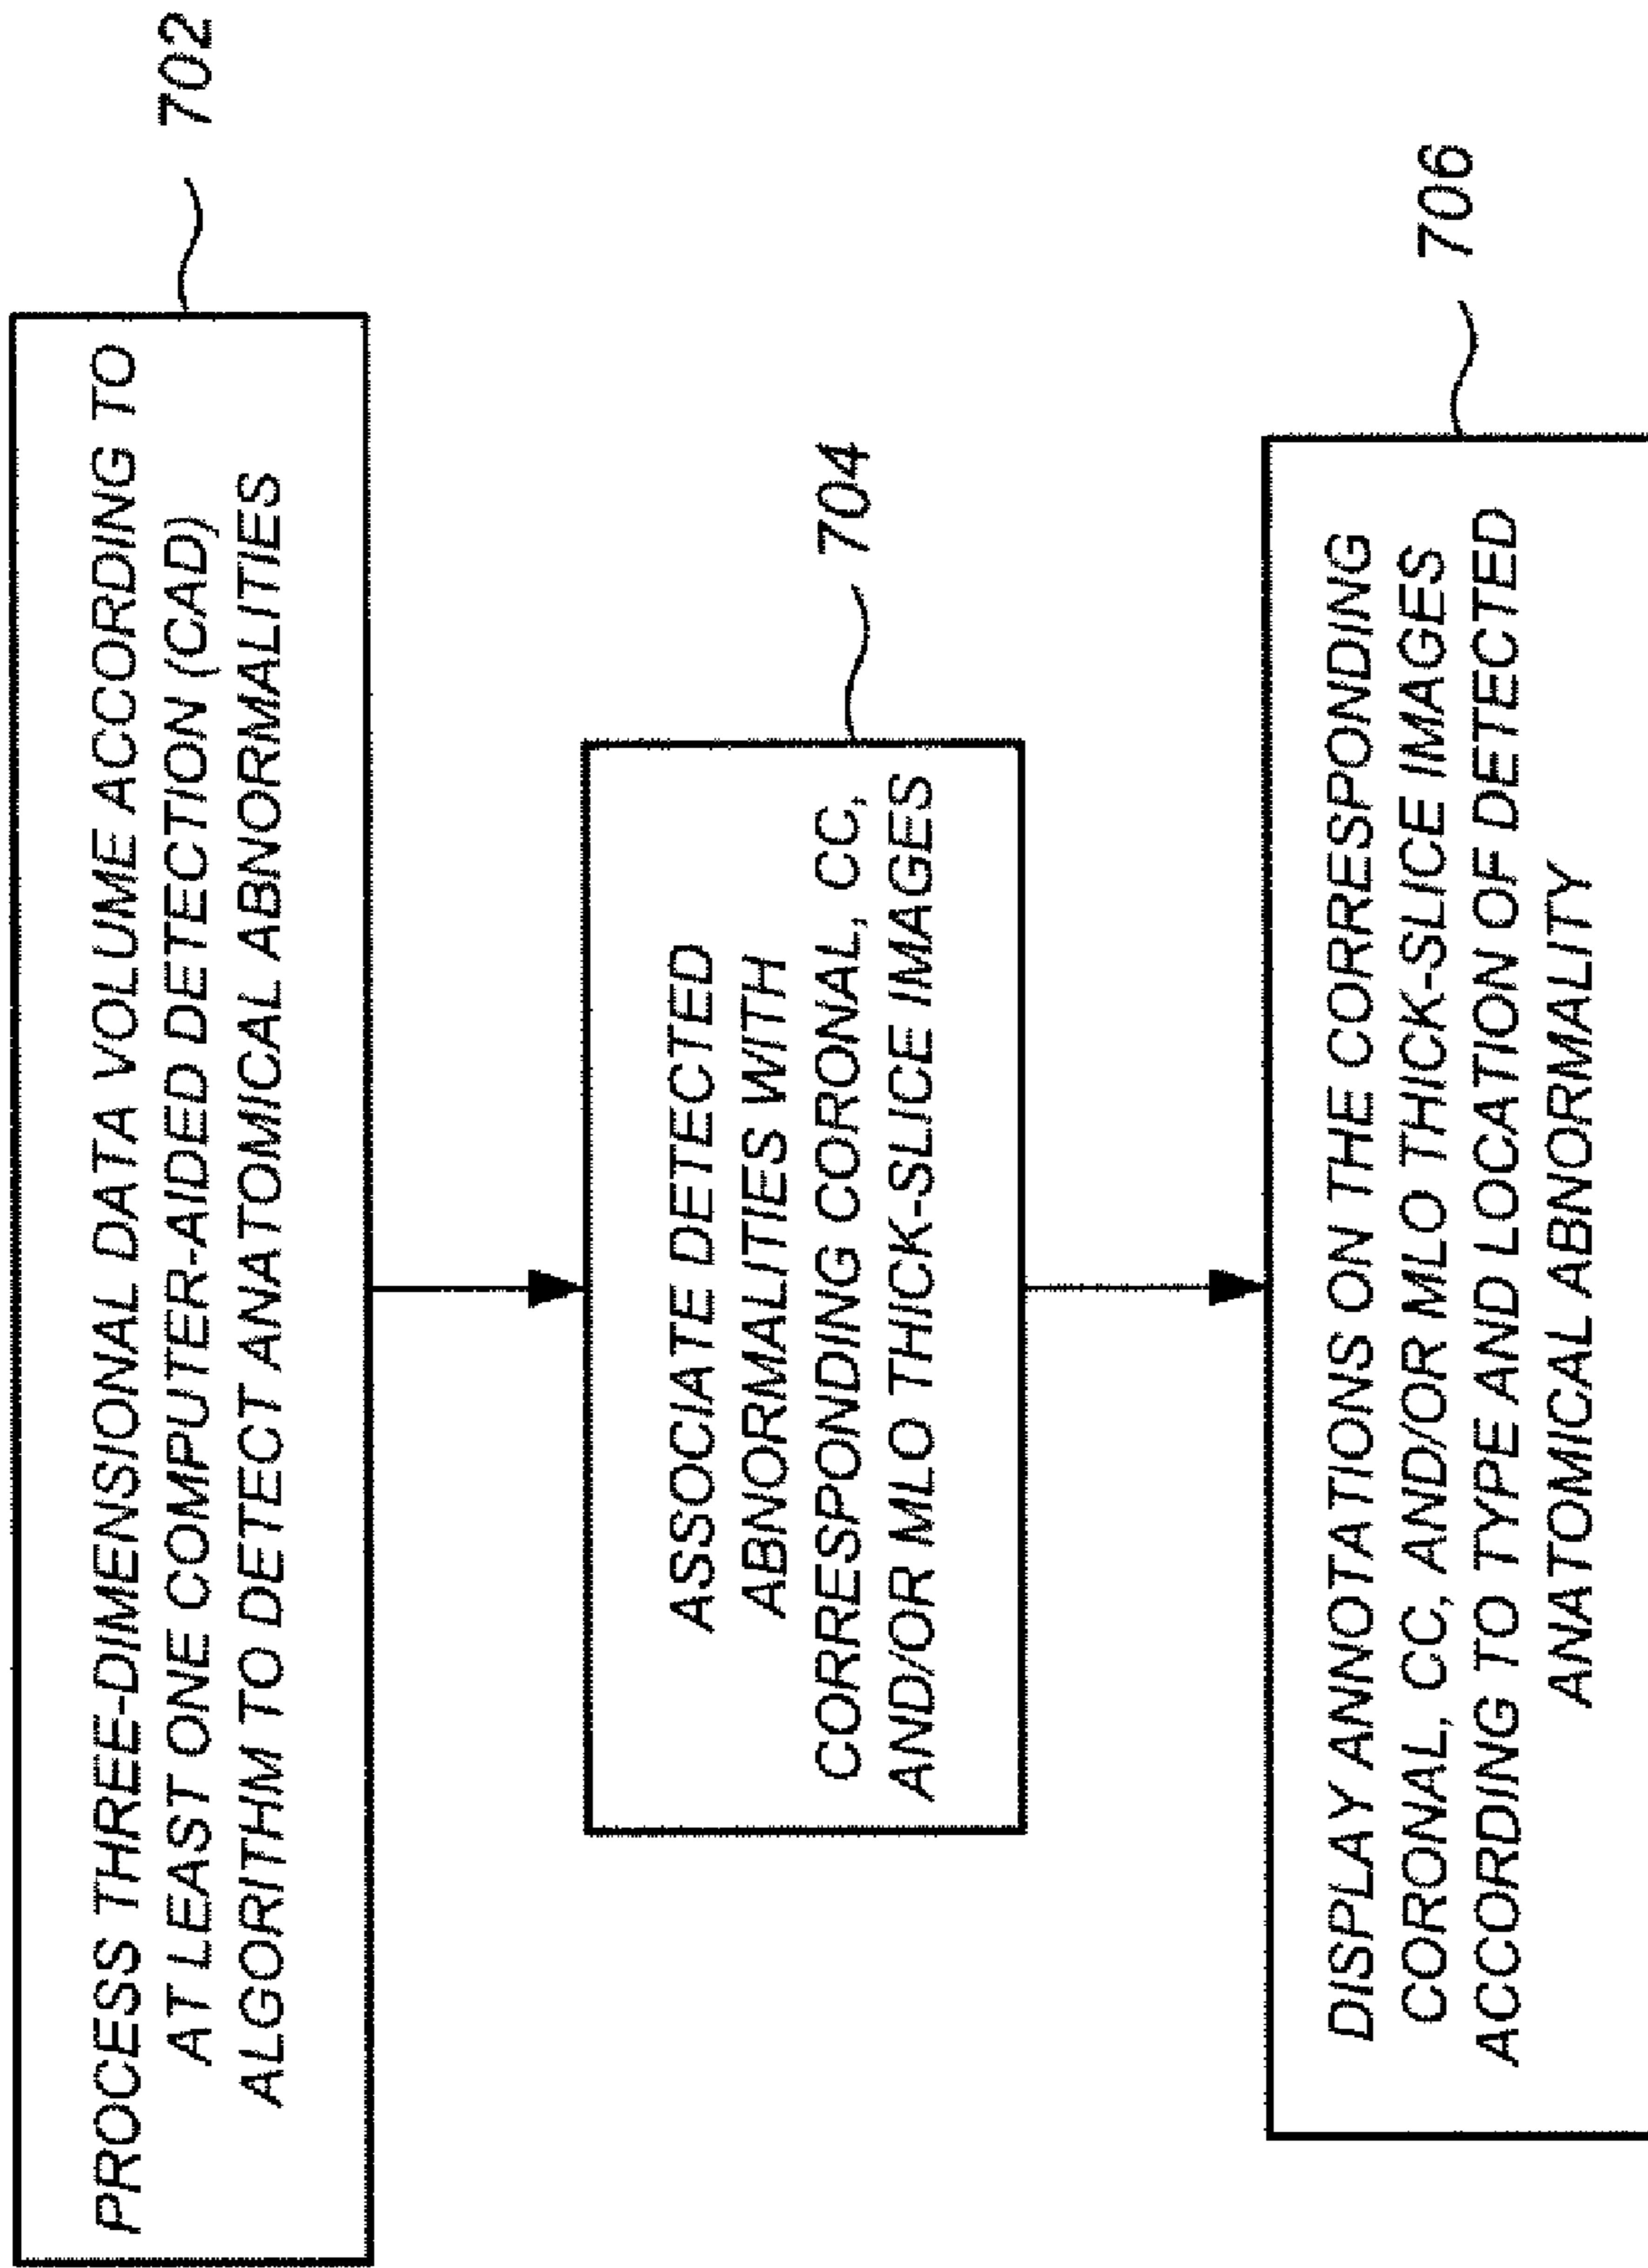 PROCESS THREE-DIMENSIONAL DATA VOLUME ACCORDING TO
AT LEAST ONE COMPUTER-AIDED DETECTION (CAD)
ALGORITHM TO DETECT ANATOMICAL ABNORMALITIES
702
ASSOCIATE DETECTED
ABNORMALITIES WITH
CORRESPONDING CORONAL, CC,
AND/OR MLO THICK-SLICE IMAGES
704
DISPLAY ANNOTATIONS ON THE CORRESPONDING
CORONAL, CC, AND/OR MLO THICK-SLICE IMAGES
ACCORDING TO TYPE AND LOCATION OF DETECTED
ANATOMICAL ABNORMALITY
706